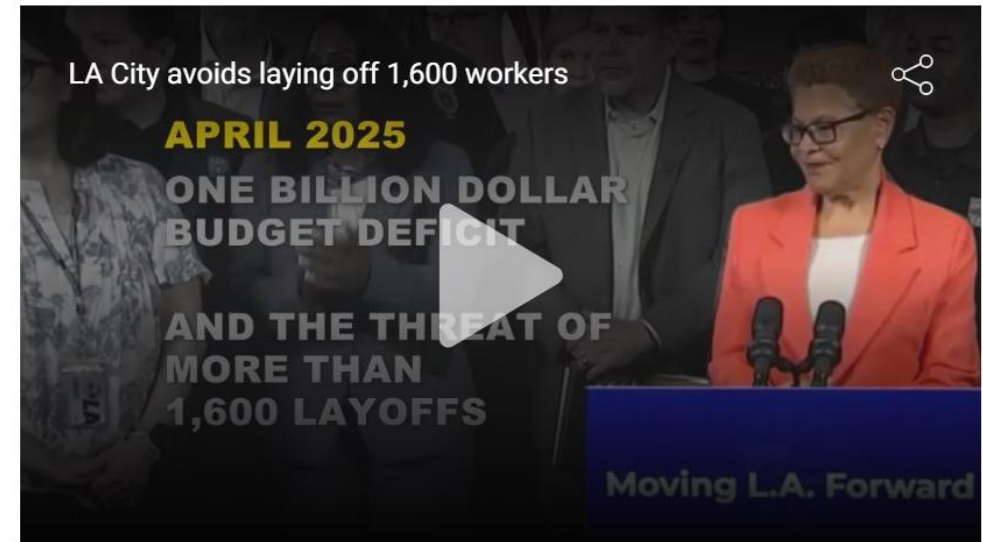 LA City avoids laying off 1,600 workers
APRIL 2025
ONE BILLION DOLLAR
BUDGET DEFICIT
AND THE THREAT OF
MORE THAN
1,600 LAYOFFS
Moving L.A. Forward